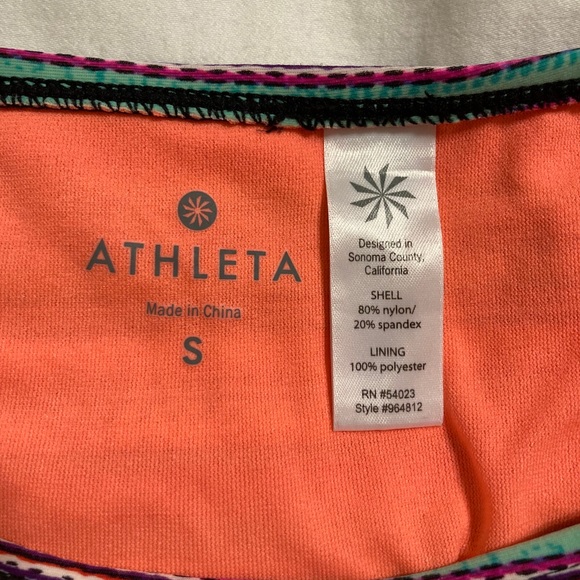 ATHLETA
Made in China
S
Designed in
Sonoma County,
California
SHELL
80% nylon/
20% spandex
LINING
100% polyester
RN #54023
Style #964812